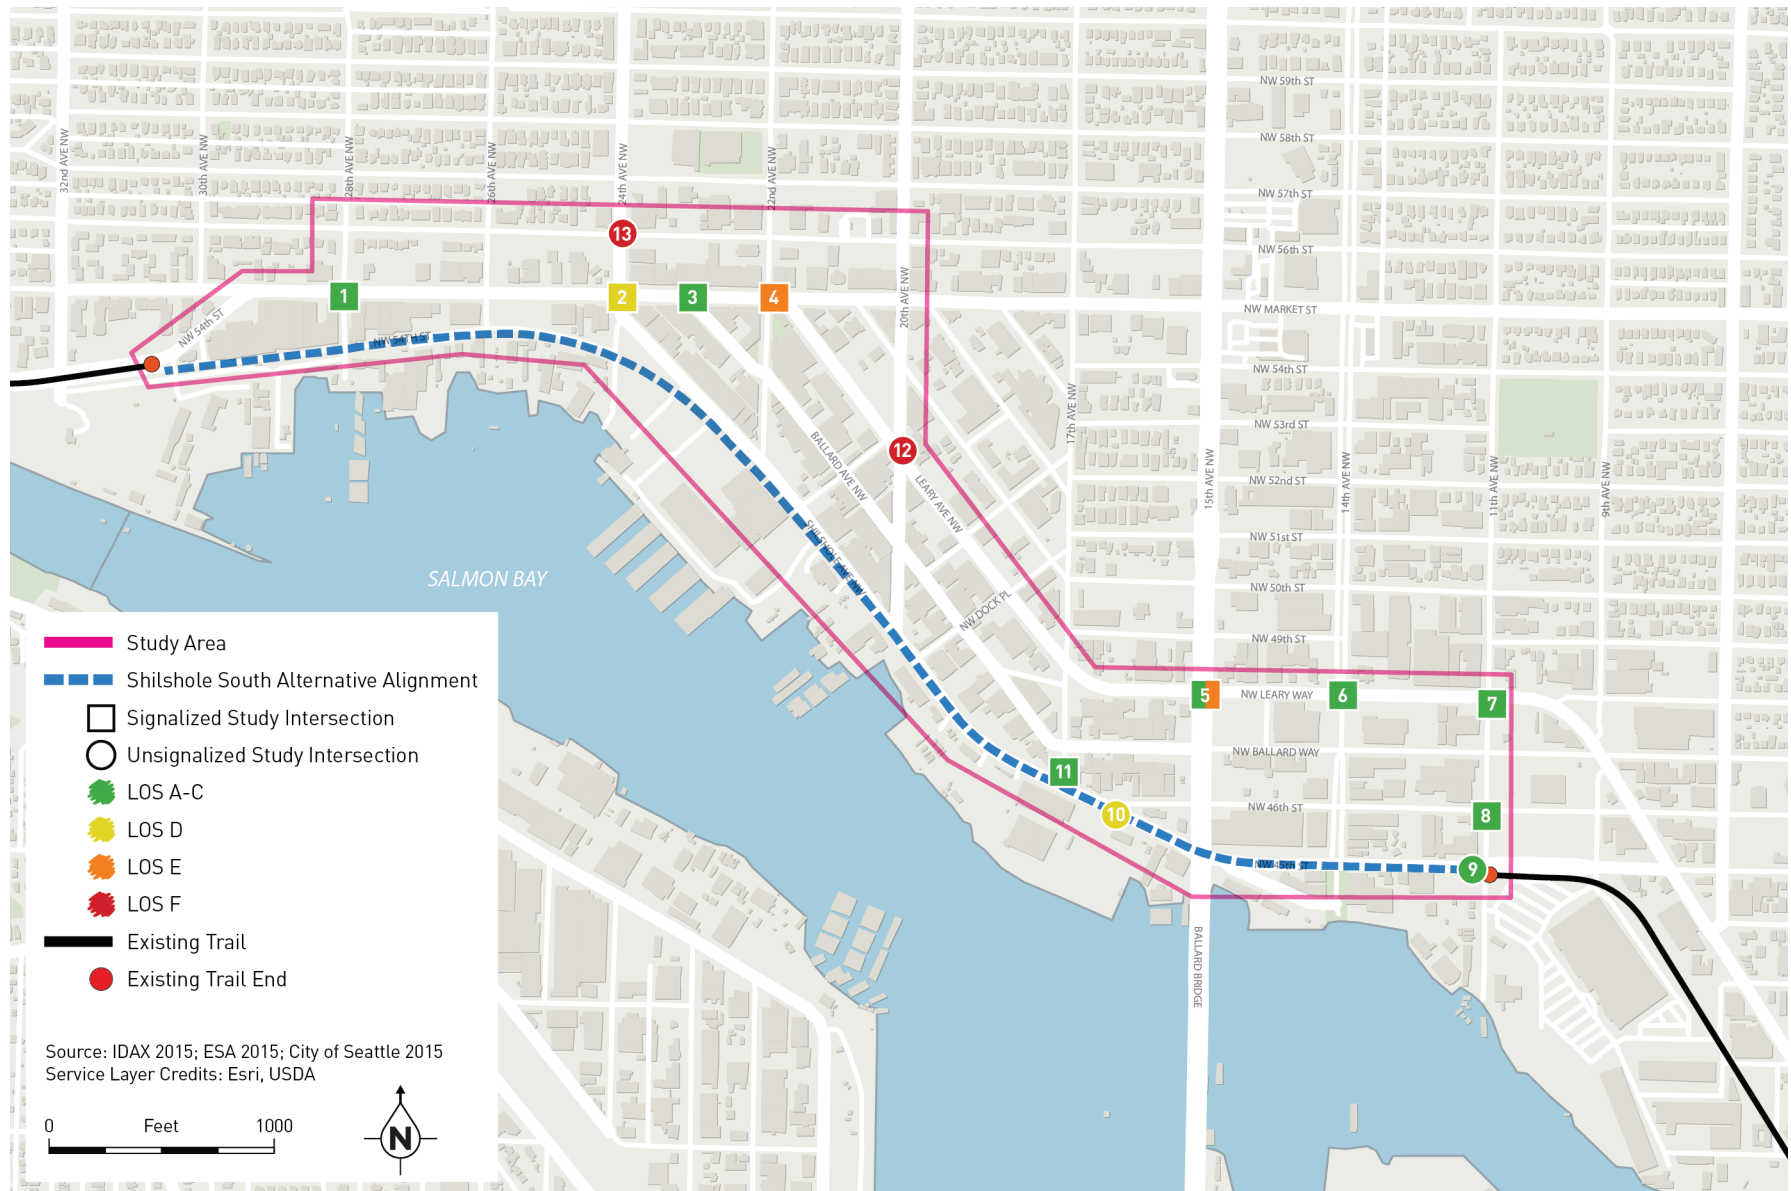 NW 59th ST
NW 58th ST
32nd AVE NW
30th AVE NW
28th AVE NW
26th AVE NW
24th AVE NW
22nd AVE NW
NW 57th ST
13
NW 56th ST
20th AVE NW
1
2
3
4
NW MARKET ST
NW 54th ST
NW 54TH ST
NW 54th ST
17th AVE NW
NW 53rd ST
12
BALLARD AVE NW
LEARY AVE NW
15th AVE NW
14th AVE NW
11th AVE NW
9th AVE NW
NW 52nd ST
NW 51st ST
SHILSHOLE AVE NW
SALMON BAY
NW 50th ST
NW DOCK PL
NW 49th ST
5
NW LEARY WAY
6
7
NW BALLARD WAY
11
10
NW 46th ST
8
NW 45th ST
9
BALLARD BRIDGE
Study Area
Shilshole South Alternative Alignment
Signalized Study Intersection
Unsignalized Study Intersection
LOS A-C
LOS D
LOS E
LOS F
Existing Trail
Existing Trail End
Source: IDAX 2015; ESA 2015; City of Seattle 2015
Service Layer Credits: Esri, USDA
0 Feet 1000
N